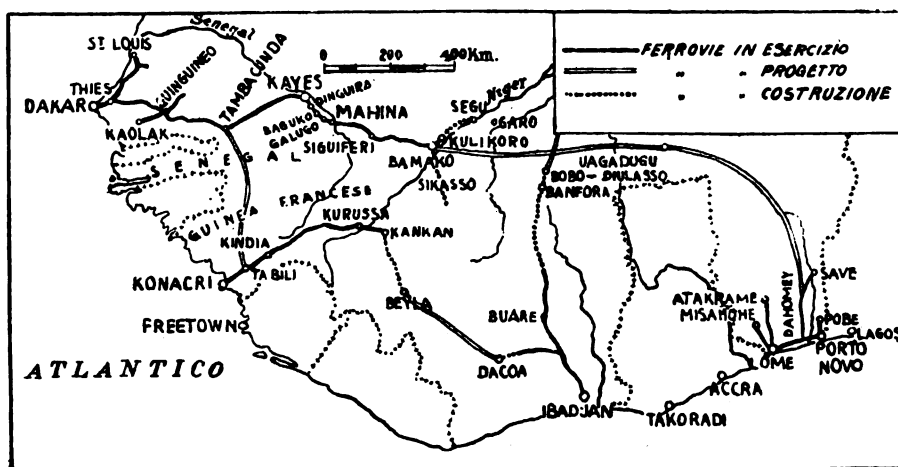 Senegal
ST. LOUIS
THIES
DAKAR
GUINGUINEO
KAOLAK
TAMBACUNDA
KAYES
DINGUIRA
BAGUKO
GALUGO
MAHINA
SIGUIFERI
0 200 400 Km.
SEGU
Niger
GARO
KULIKORO
BAMAKO
SIKASSO
FERROVIE IN ESERCIZIO
" " PROGETTO
" " COSTRUZIONE
UAGADUGU
BOBO-DIULASSO
BANFORA
SENEGAL
GUINEA FRANCESE
KURUSSA
KANKAN
KINDIA
TABILI
KONACRI
FREETOWN
BEYLA
BUARE
DACOA
ATLANTICO
IBADJAN
TAKORADI
ACCRA
ATAKRAME
MISAHOHE
DAHOMEY
SAVE
POBE
LAGOS
PORTO
NOVO
LOME